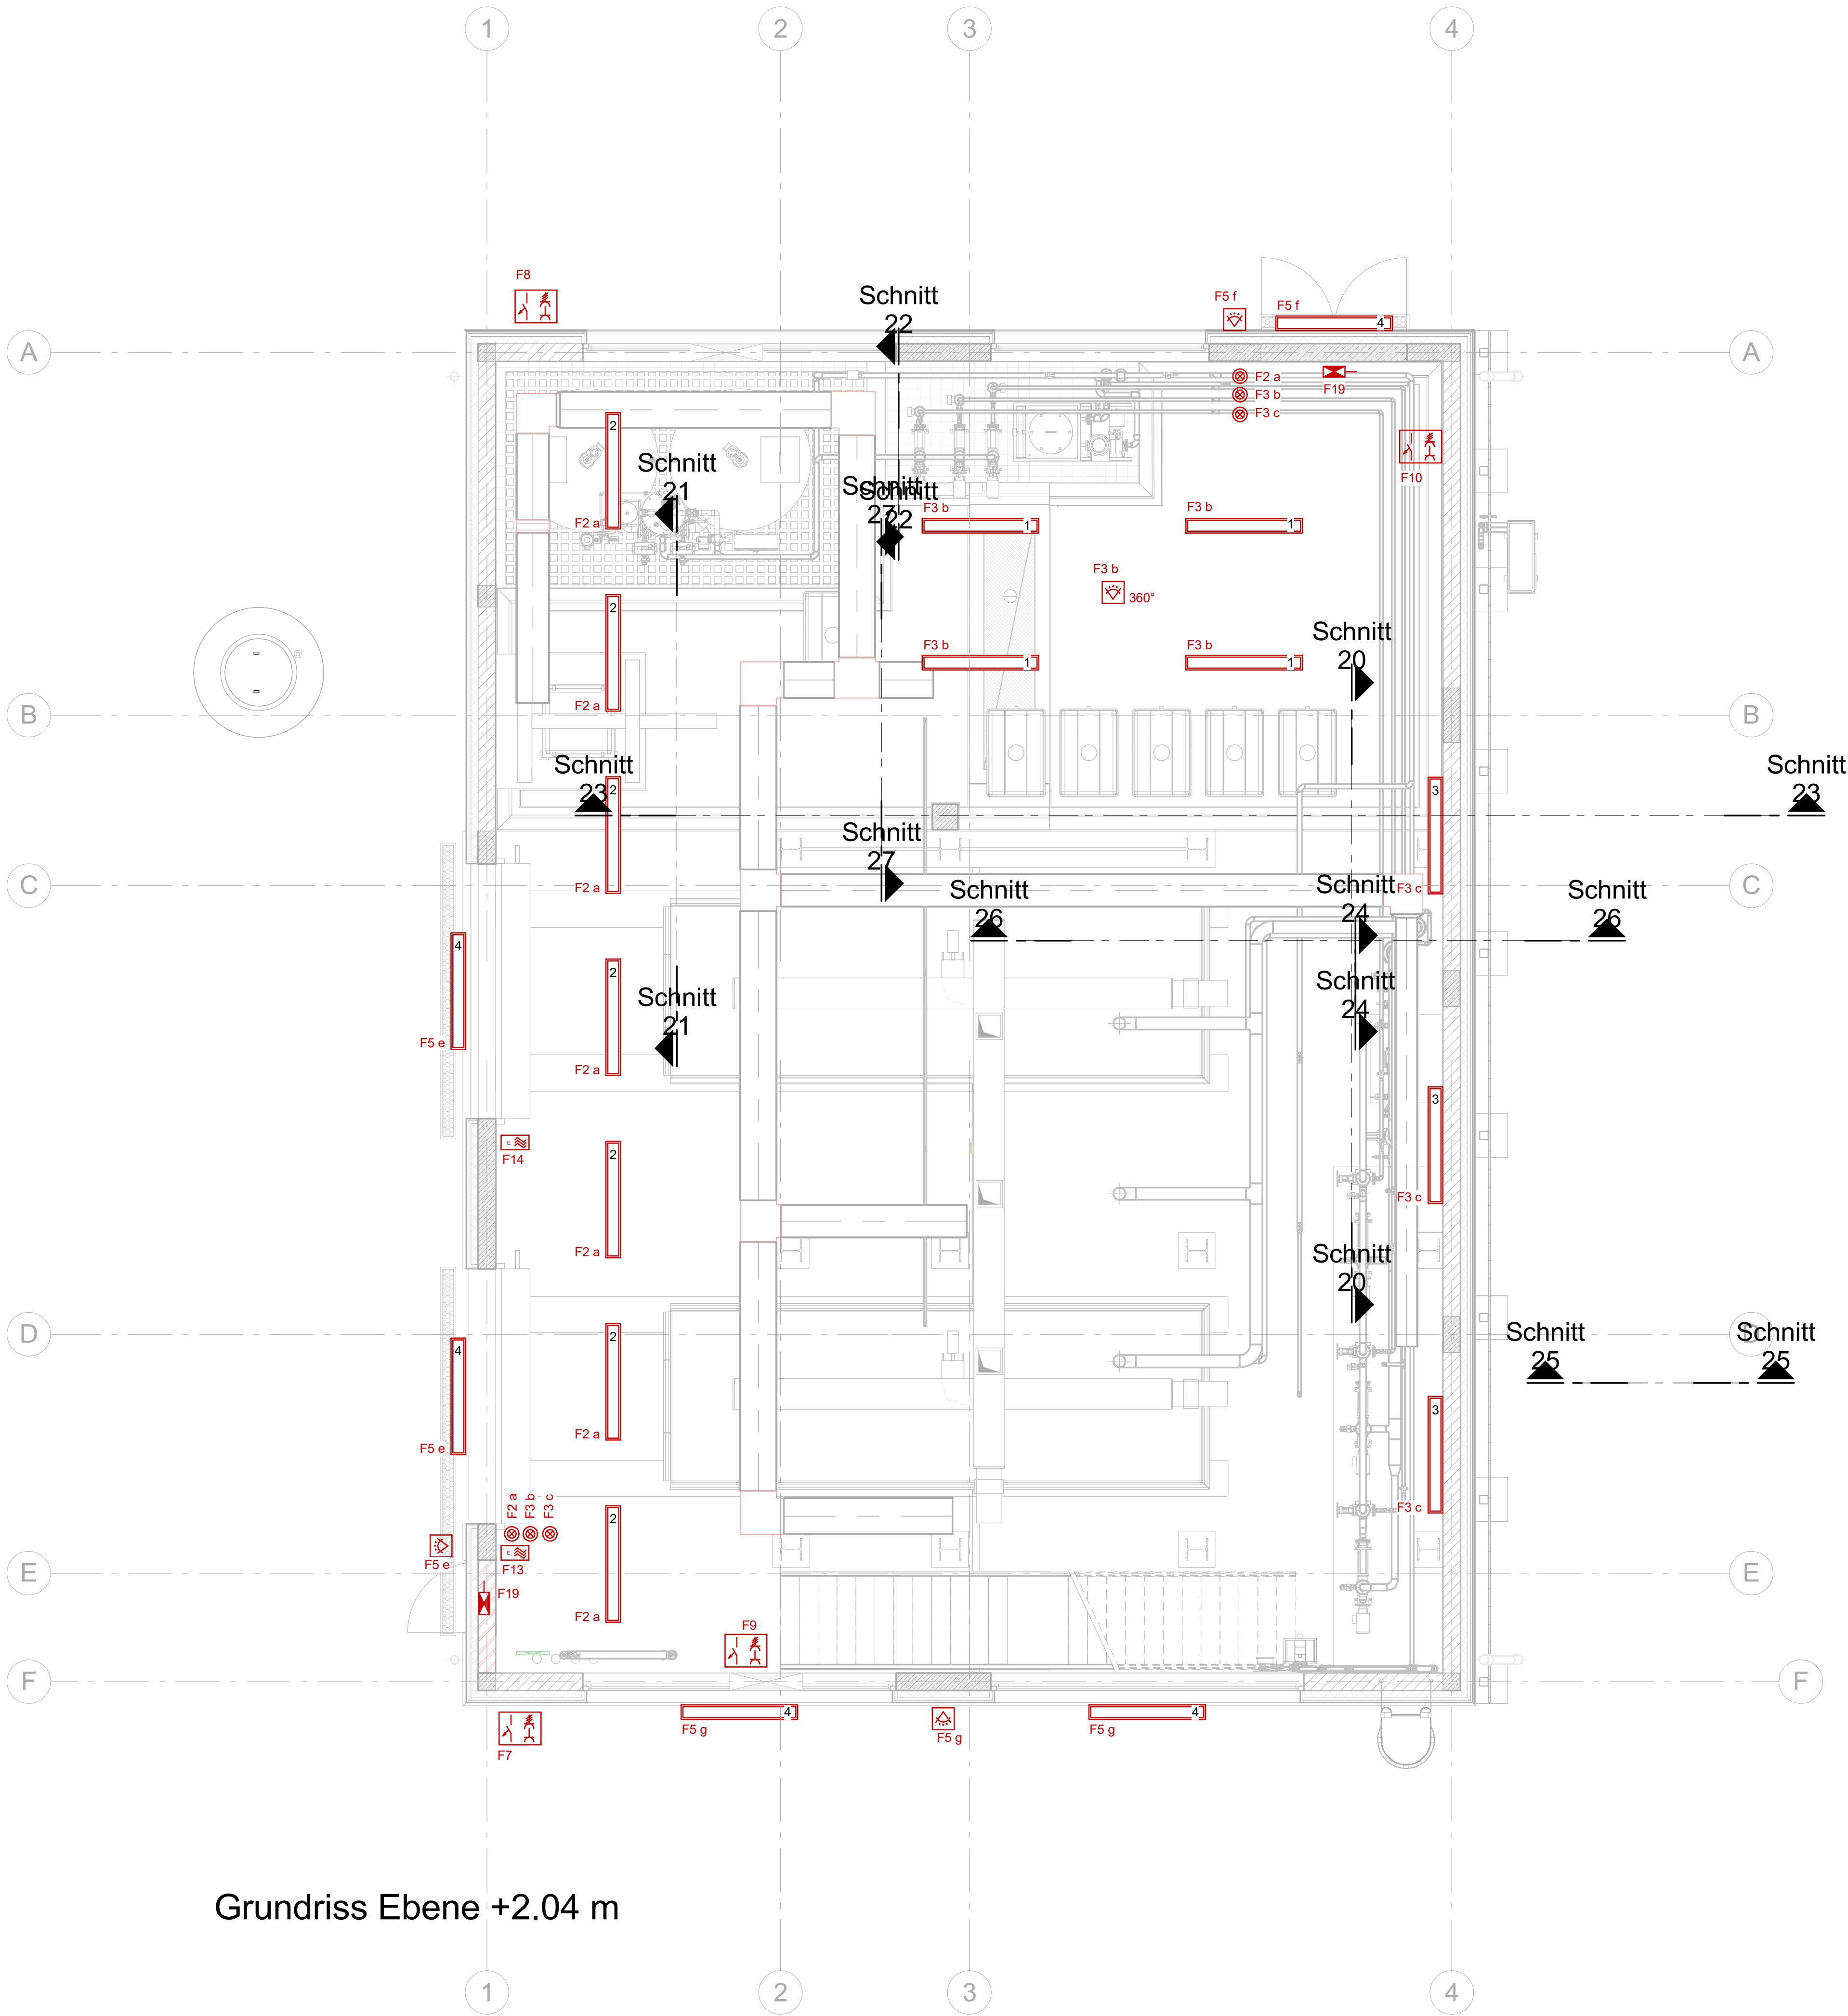 1 2 3 4
F8
Schnitt
22
F5 f
F5 f
4
A A
F2 a
F3 b
F3 c
F19
2
F10
Schnitt
21
F2 a
Schnitt
27
Schnitt
22
F3 b
1
F3 b
1
F3 b
360°
2
F3 b
1
F3 b
1
Schnitt
20
F2 a
B B
Schnitt
23
2
Schnitt
23
3
Schnitt
27
C C
F2 a
Schnitt
26
Schnitt
24
F3 c
Schnitt
26
4
2
F5 e
Schnitt
21
Schnitt
24
F2 a
3
E
F14
2
F3 c
F2 a
Schnitt
20
D D
4
2
Schnitt
25
Schnitt
25
3
F5 e
F2 a
F2 a
F3 b
F3 c
F3 c
2
F5 e
E
F13
E E
F19
F2 a
F9
F F
F7
F5 g
4
F5 g
F5 g
4
Grundriss Ebene +2.04 m
1 2 3 4